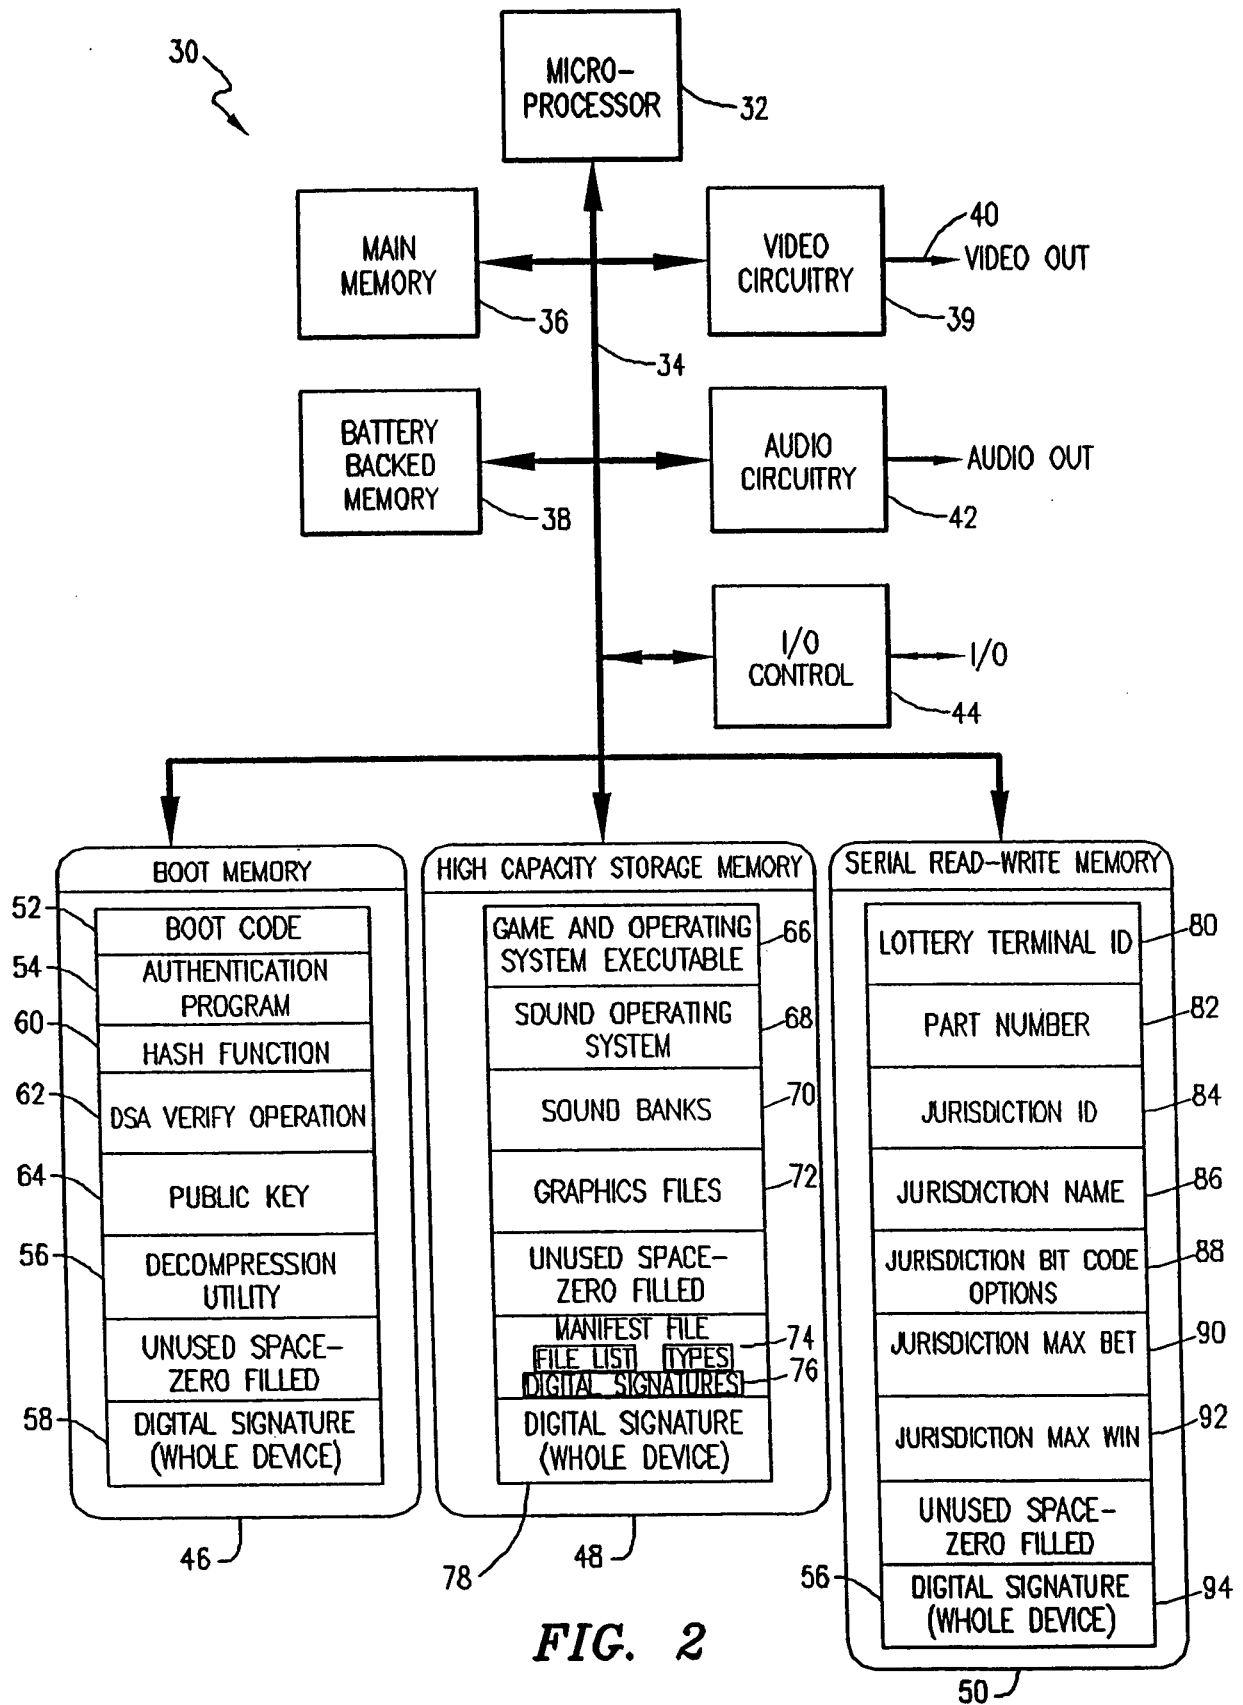 30
MICRO-
PROCESSOR
32
MAIN
MEMORY
36
VIDEO
CIRCUITRY
39
40
VIDEO OUT
34
BATTERY
BACKED
MEMORY
38
AUDIO
CIRCUITRY
42
AUDIO OUT
I/O
CONTROL
44
I/O
BOOT MEMORY
52
BOOT CODE
54
AUTHENTICATION
PROGRAM
60
HASH FUNCTION
62
DSA VERIFY OPERATION
64
PUBLIC KEY
56
DECOMPRESSION
UTILITY
UNUSED SPACE-
ZERO FILLED
58
DIGITAL SIGNATURE
(WHOLE DEVICE)
46
HIGH CAPACITY STORAGE MEMORY
GAME AND OPERATING
SYSTEM EXECUTABLE
66
SOUND OPERATING
SYSTEM
68
SOUND BANKS
70
GRAPHICS FILES
72
UNUSED SPACE-
ZERO FILLED
MANIFEST FILE
74
FILE LIST TYPES
DIGITAL SIGNATURES
76
DIGITAL SIGNATURE
(WHOLE DEVICE)
78
48
SERIAL READ-WRITE MEMORY
LOTTERY TERMINAL ID
80
PART NUMBER
82
JURISDICTION ID
84
JURISDICTION NAME
86
JURISDICTION BIT CODE
OPTIONS
88
JURISDICTION MAX BET
90
JURISDICTION MAX WIN
92
UNUSED SPACE-
ZERO FILLED
56
DIGITAL SIGNATURE
(WHOLE DEVICE)
94
50
FIG. 2